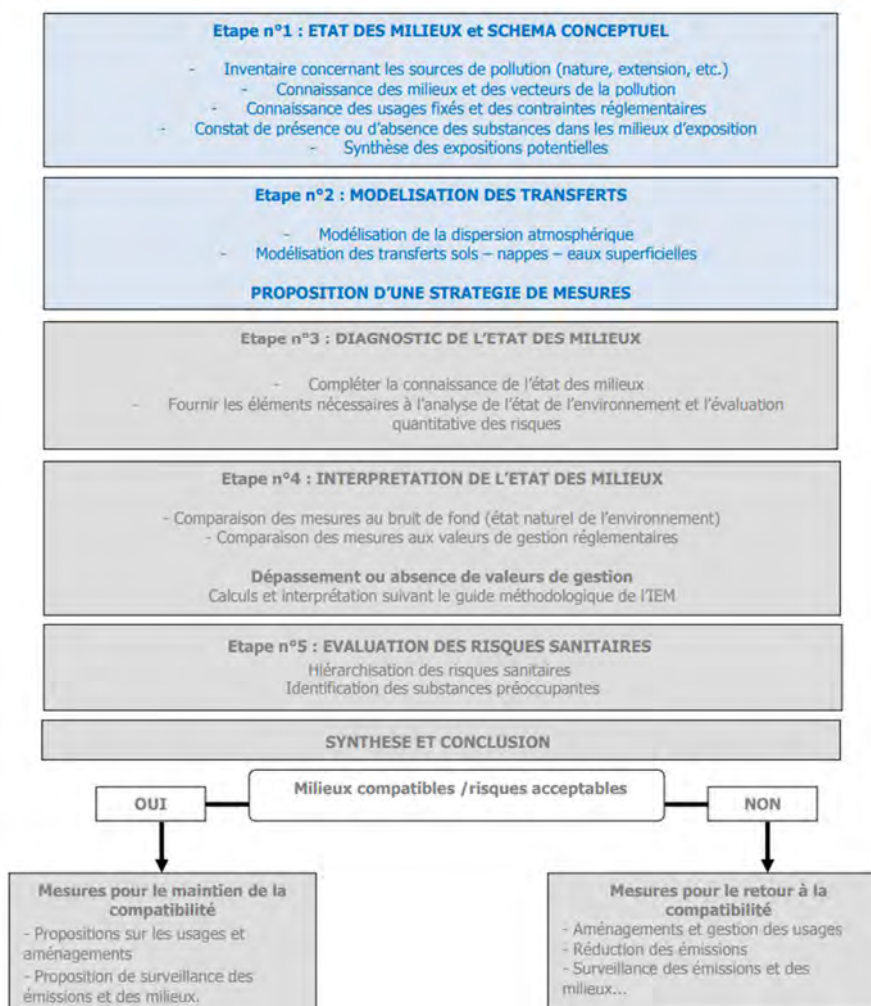 Etape n°1 : ETAT DES MILIEUX et SCHEMA CONCEPTUEL
- Inventaire concernant les sources de pollution (nature, extension, etc.)
- Connaissance des milieux et des vecteurs de la pollution
- Connaissance des usages fixés et des contraintes réglementaires
- Constat de présence ou d'absence des substances dans les milieux d'exposition
- Synthèse des expositions potentielles
Etape n°2 : MODELISATION DES TRANSFERTS
- Modélisation de la dispersion atmosphérique
- Modélisation des transferts sols – nappes – eaux superficielles
PROPOSITION D'UNE STRATEGIE DE MESURES
Etape n°3 : DIAGNOSTIC DE L'ETAT DES MILIEUX
- Compléter la connaissance de l'état des milieux
- Fournir les éléments nécessaires à l'analyse de l'état de l'environnement et l'évaluation
quantitative des risques
Etape n°4 : INTERPRETATION DE L'ETAT DES MILIEUX
- Comparaison des mesures au bruit de fond (état naturel de l'environnement)
- Comparaison des mesures aux valeurs de gestion réglementaires
Dépassement ou absence de valeurs de gestion
Calculs et interprétation suivant le guide méthodologique de l'IEM
Etape n°5 : EVALUATION DES RISQUES SANITAIRES
Hiérarchisation des risques sanitaires
Identification des substances préoccupantes
SYNTHESE ET CONCLUSION
Milieux compatibles /risques acceptables
OUI
NON
Mesures pour le maintien de la
compatibilité
- Propositions sur les usages et
aménagements
- Proposition de surveillance des
émissions et des milieux.
Mesures pour le retour à la
compatibilité
- Aménagements et gestion des usages
- Réduction des émissions
- Surveillance des émissions et des
milieux...